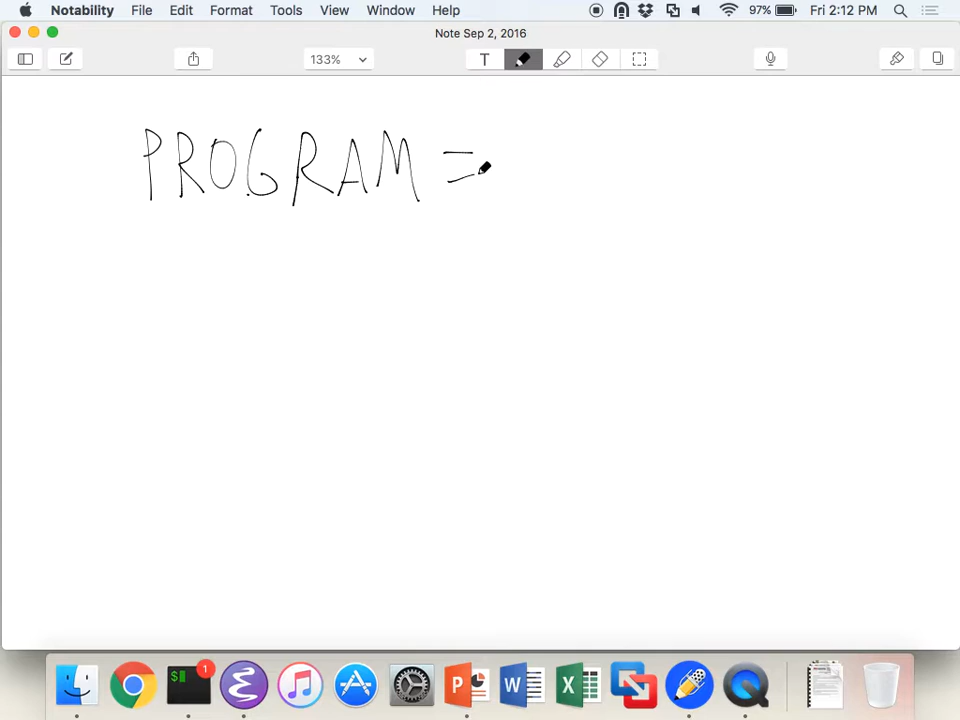 Notability File Edit Format Tools View Window Help 97% Fri 2:12 PM
Note Sep 2, 2016
133% T
PROGRAM =
$ 1 P W X